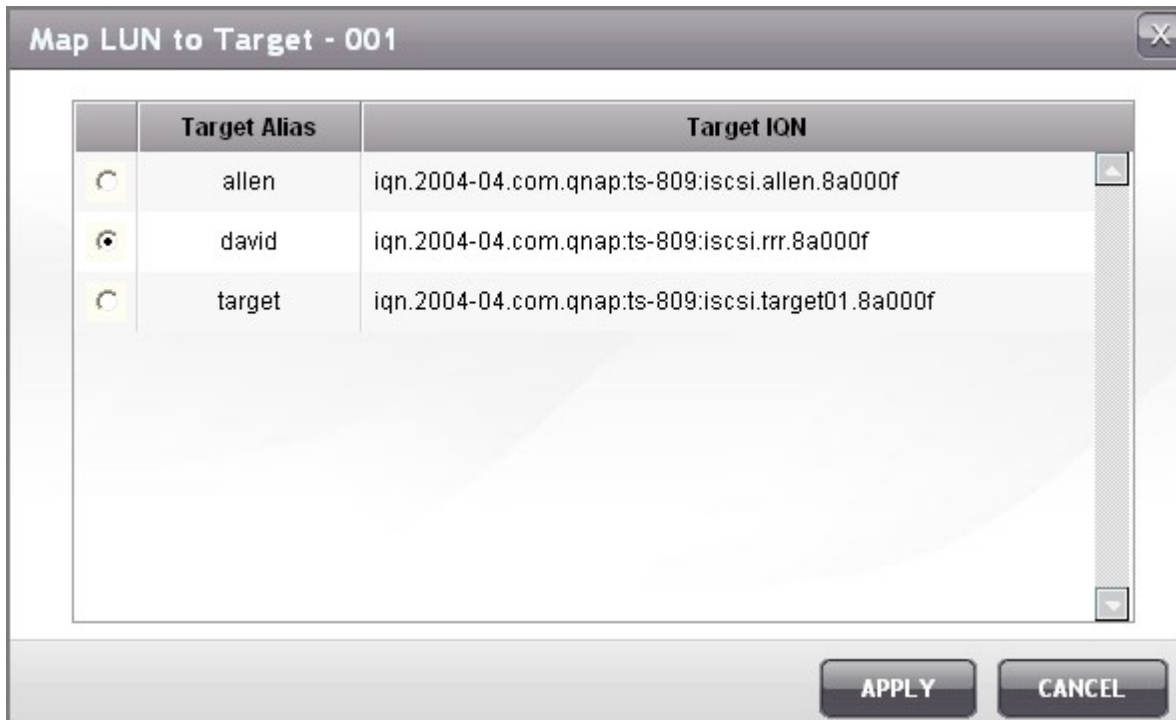 Map LUN to Target - 001
X
Target Alias Target IQN
allen iqn.2004-04.com.qnap:ts-809:iscsi.allen.8a000f
david iqn.2004-04.com.qnap:ts-809:iscsi.rrr.8a000f
target iqn.2004-04.com.qnap:ts-809:iscsi.target01.8a000f
APPLY CANCEL